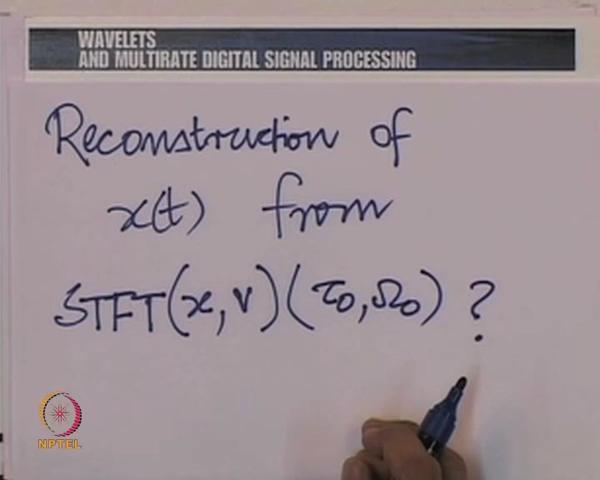 WAVELETS
AND MULTIRATE DIGITAL SIGNAL PROCESSING
Reconstruction of
x(t) from
STFT(x, v)(τ₀, Ω₀) ?
NPTEL